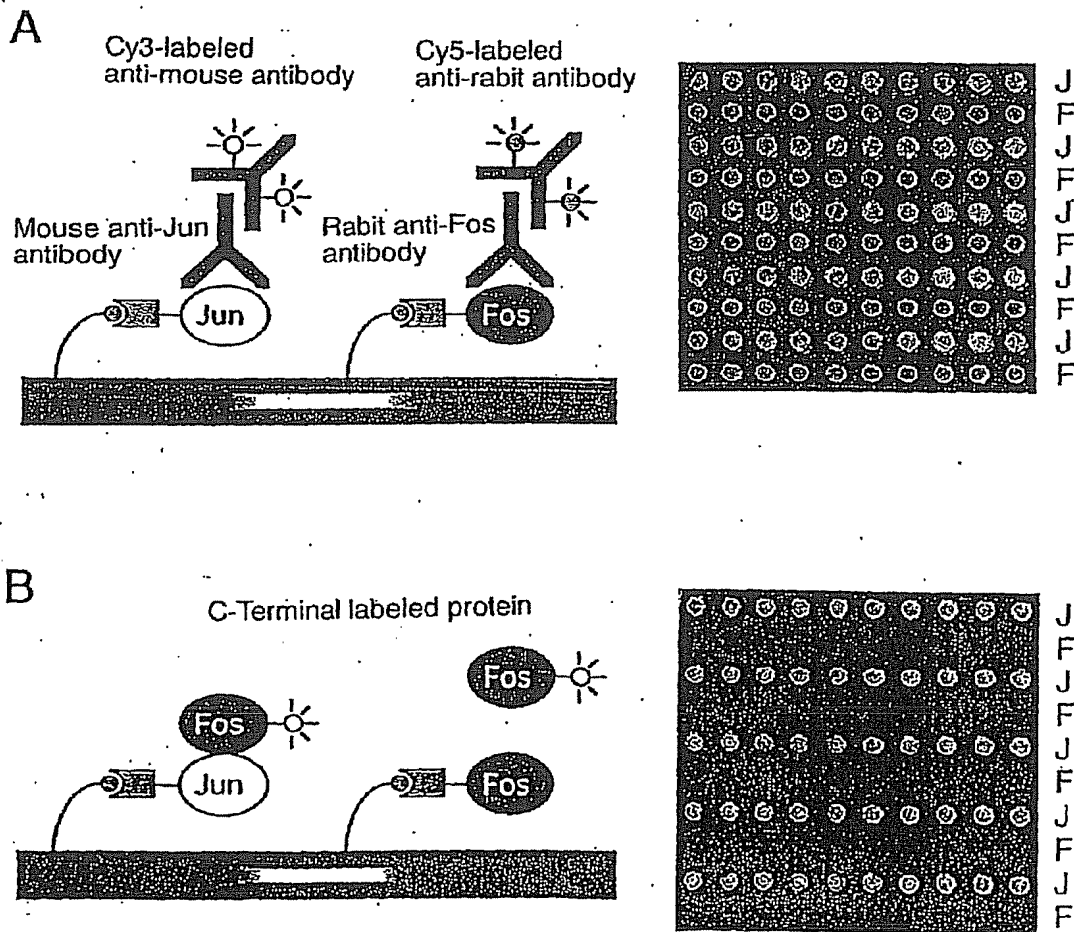 A
Cy3-labeled
anti-mouse antibody
Cy5-labeled
anti-rabit antibody
Mouse anti-Jun
antibody
Rabit anti-Fos
antibody
Jun
Fos
J
F
J
F
J
F
J
F
J
F
B
C-Terminal labeled protein
Fos
Fos
Jun
Fos
J
F
J
F
J
F
J
F
J
F